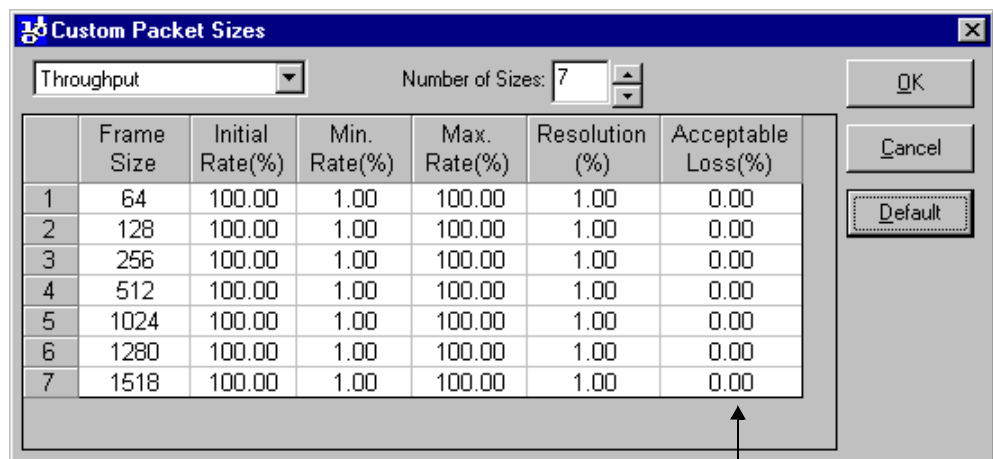 Custom Packet Sizes
Throughput Number of Sizes: 7 OK
Frame Size Initial Rate(%) Min. Rate(%) Max. Rate(%) Resolution (%) Acceptable Loss(%) Cancel
1 64 100.00 1.00 100.00 1.00 0.00 Default
2 128 100.00 1.00 100.00 1.00 0.00
3 256 100.00 1.00 100.00 1.00 0.00
4 512 100.00 1.00 100.00 1.00 0.00
5 1024 100.00 1.00 100.00 1.00 0.00
6 1280 100.00 1.00 100.00 1.00 0.00
7 1518 100.00 1.00 100.00 1.00 0.00